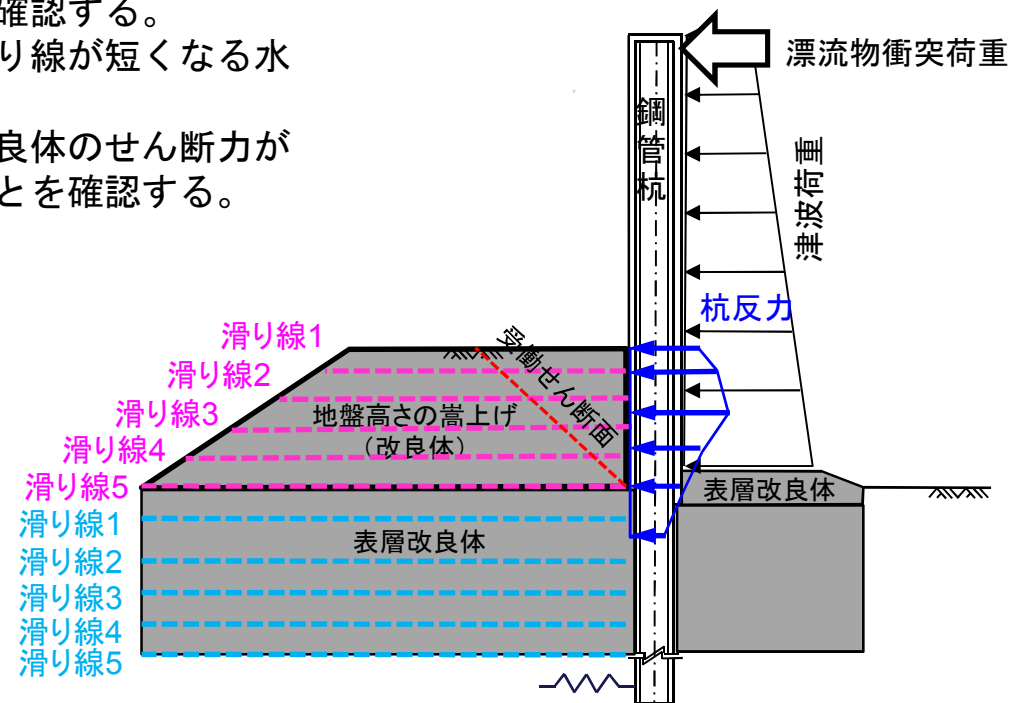 確認する。
り線が短くなる水
良体のせん断力が
とを確認する。
漂流物衝突荷重
鋼管杭
津波荷重
杭反力
滑り線1
滑り線2
滑り線3
滑り線4
滑り線5
受働せん断面
地盤高さの嵩上げ
(改良体)
表層改良体
滑り線1
滑り線2
滑り線3
滑り線4
滑り線5
表層改良体